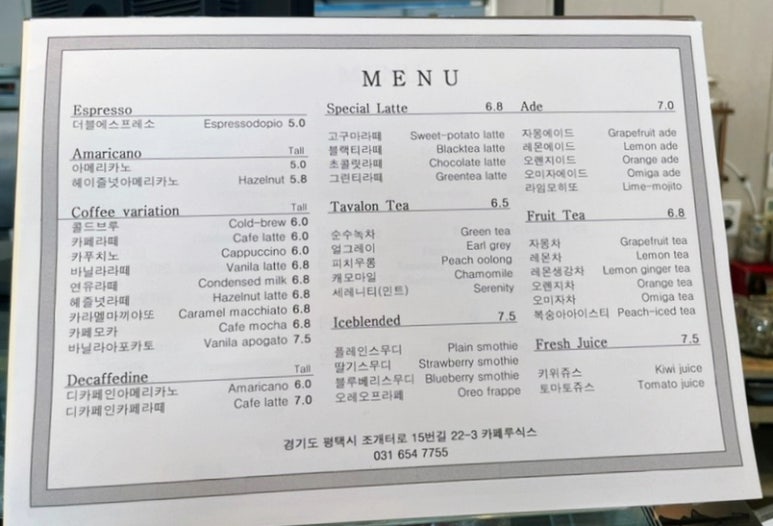 MENU
Espresso
더블에스프레소 Espressodopio 5.0
Amaricano Tall
아메리카노 5.0
헤이즐넛아메리카노 Hazelnut 5.8
Coffee variation Tall
콜드브루 Cold-brew 6.0
카페라떼 Cafe latte 6.0
카푸치노 Cappuccino 6.0
바닐라라떼 Vanila latte 6.8
연유라떼 Condensed milk 6.8
헤즐넛라떼 Hazelnut latte 6.8
카라멜마끼아또 Caramel macchiato 6.8
카페모카 Cafe mocha 6.8
바닐라아포카토 Vanila apogato 7.5
Decaffedine Tall
디카페인아메리카노 Amaricano 6.0
디카페인카페라떼 Cafe latte 7.0
Special Latte 6.8
고구마라떼 Sweet-potato latte
블랙티라떼 Blacktea latte
초콜릿라떼 Chocolate latte
그린티라떼 Greentea latte
Tavalon Tea 6.5
순수녹차 Green tea
얼그레이 Earl grey
피치우롱 Peach oolong
캐모마일 Chamomile
세레니티(민트) Serenity
Iceblended 7.5
플레인스무디 Plain smothie
딸기스무디 Strawberry smothie
블루베리스무디 Blueberry smothie
오레오프라페 Oreo frappe
Ade 7.0
자몽에이드 Grapefruit ade
레몬에이드 Lemon ade
오렌지이드 Orange ade
오미자에이드 Omiga ade
라임모히또 Lime-mojito
Fruit Tea 6.8
자몽차 Grapefruit tea
레몬차 Lemon tea
레몬생강차 Lemon ginger tea
오렌지차 Orange tea
오미자차 Omiga tea
복숭아아이스티 Peach-iced tea
Fresh Juice 7.5
키위쥬스 Kiwi juice
토마토쥬스 Tomato juice
경기도 평택시 조개터로 15번길 22-3 카페루식스
031 654 7755